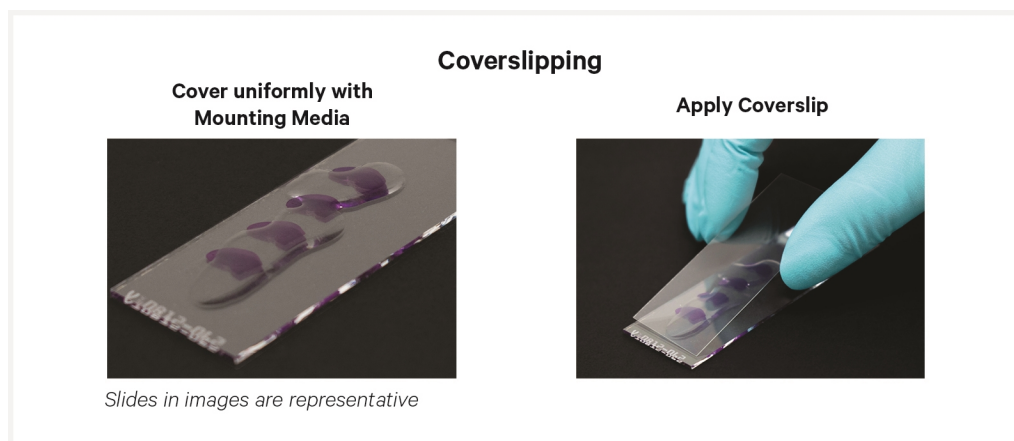 Coverslipping
Cover uniformly with
Mounting Media
Apply Coverslip
Slides in images are representative